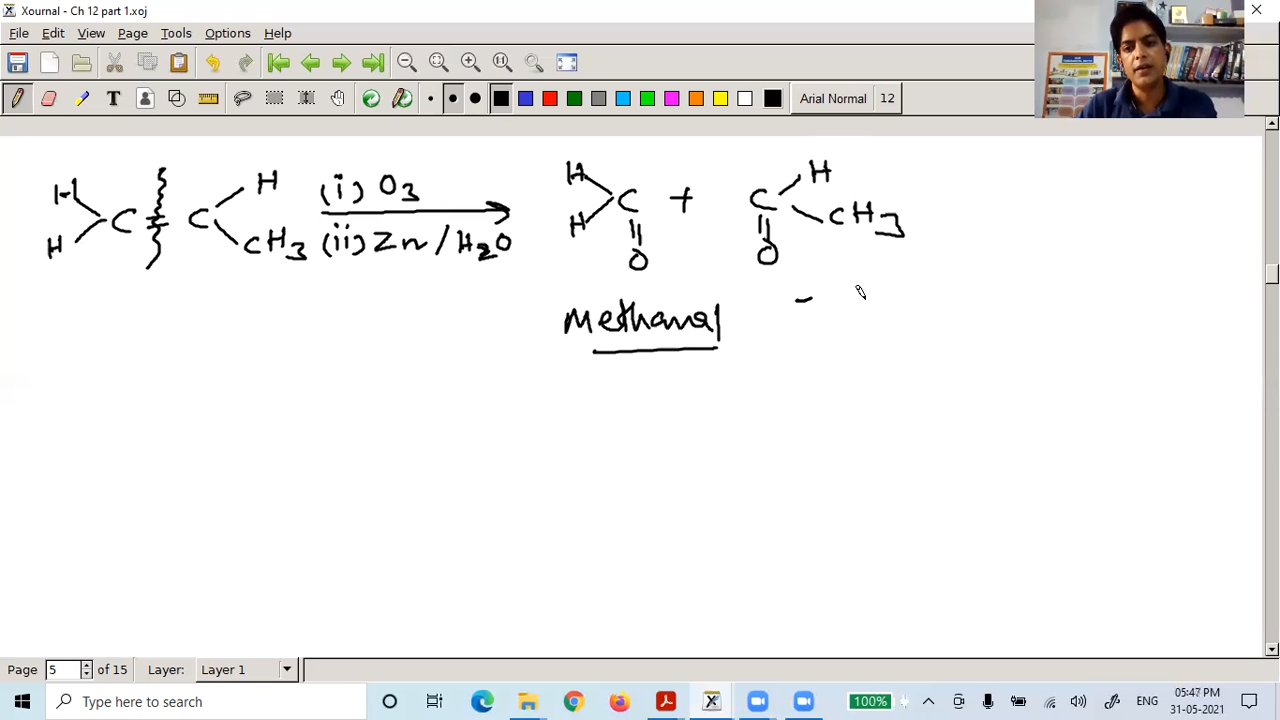 Xournal - Ch 12 part 1.xoj
File Edit View Page Tools Options Help
Arial Normal 12
H H C C H CH3 (i) O3 (ii) Zn / H2O H H C O + C H CH3 O
Methanal
Page 5 of 15 Layer: Layer 1
Type here to search 100% ENG 05:47 PM 31-05-2021